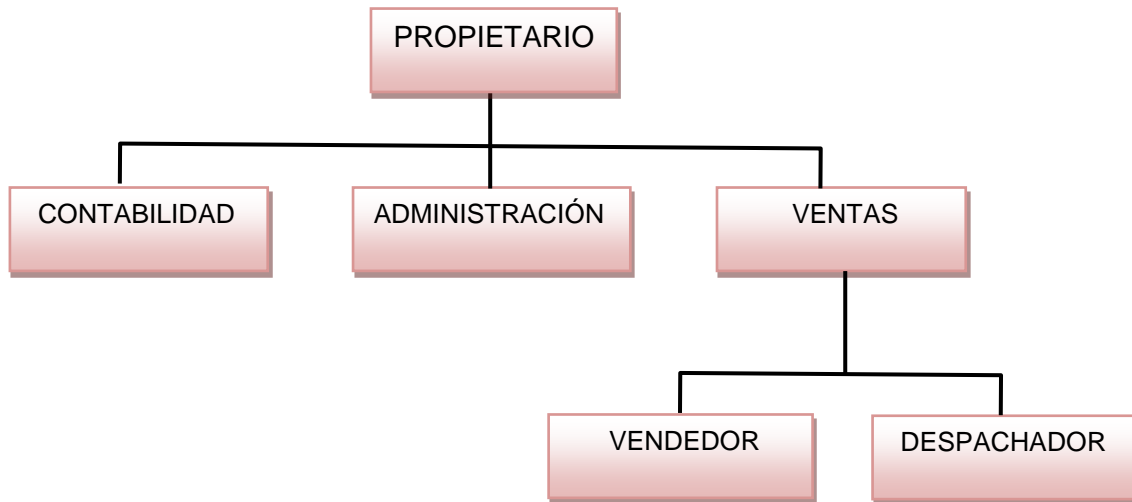 PROPIETARIO
CONTABILIDAD
ADMINISTRACIÓN
VENTAS
VENDEDOR
DESPACHADOR